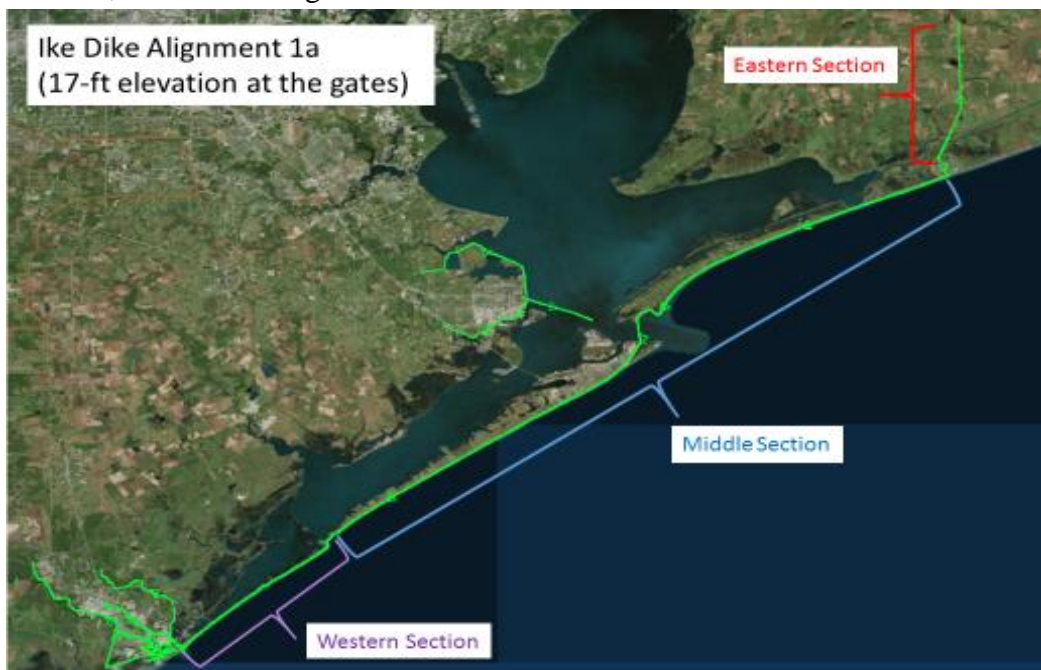 Ike Dike Alignment 1a
(17-ft elevation at the gates)
Eastern Section
Middle Section
Western Section